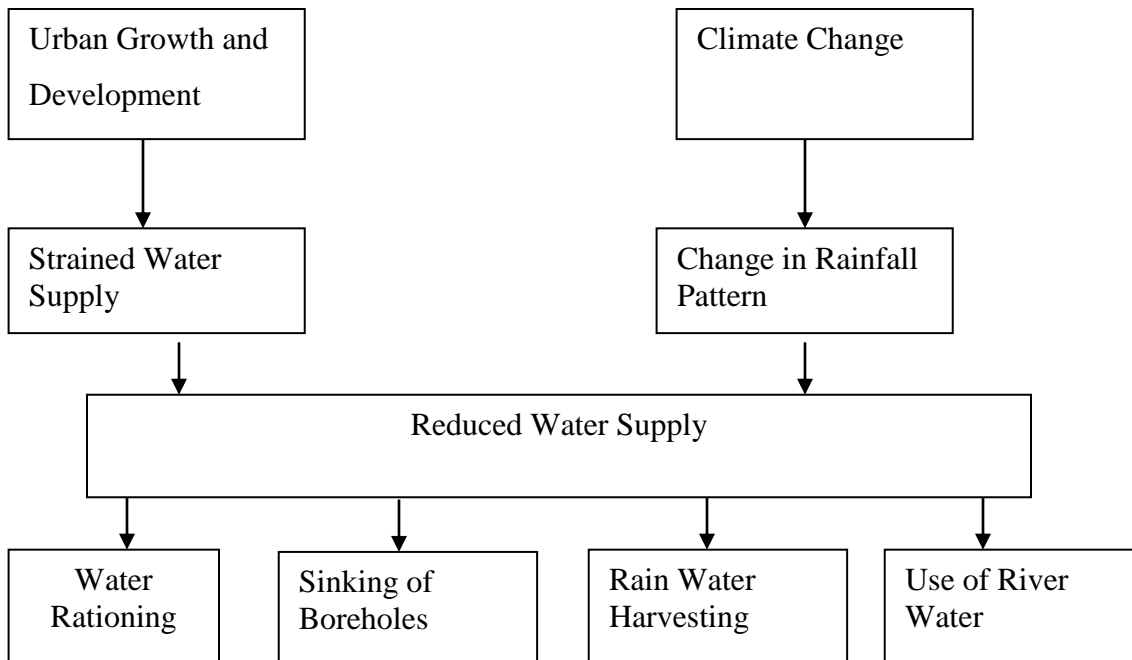 Urban Growth and
Development
Climate Change
Strained Water
Supply
Change in Rainfall
Pattern
Reduced Water Supply
Water
Rationing
Sinking of
Boreholes
Rain Water
Harvesting
Use of River
Water